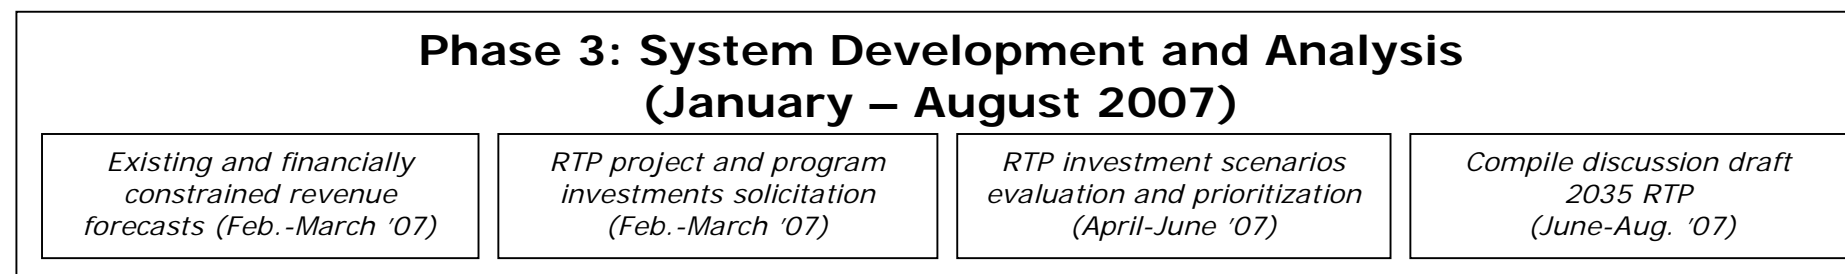 Phase 3: System Development and Analysis
(January – August 2007)
Existing and financially
constrained revenue
forecasts (Feb.-March '07)
RTP project and program
investments solicitation
(Feb.-March '07)
RTP investment scenarios
evaluation and prioritization
(April-June '07)
Compile discussion draft
2035 RTP
(June-Aug. '07)